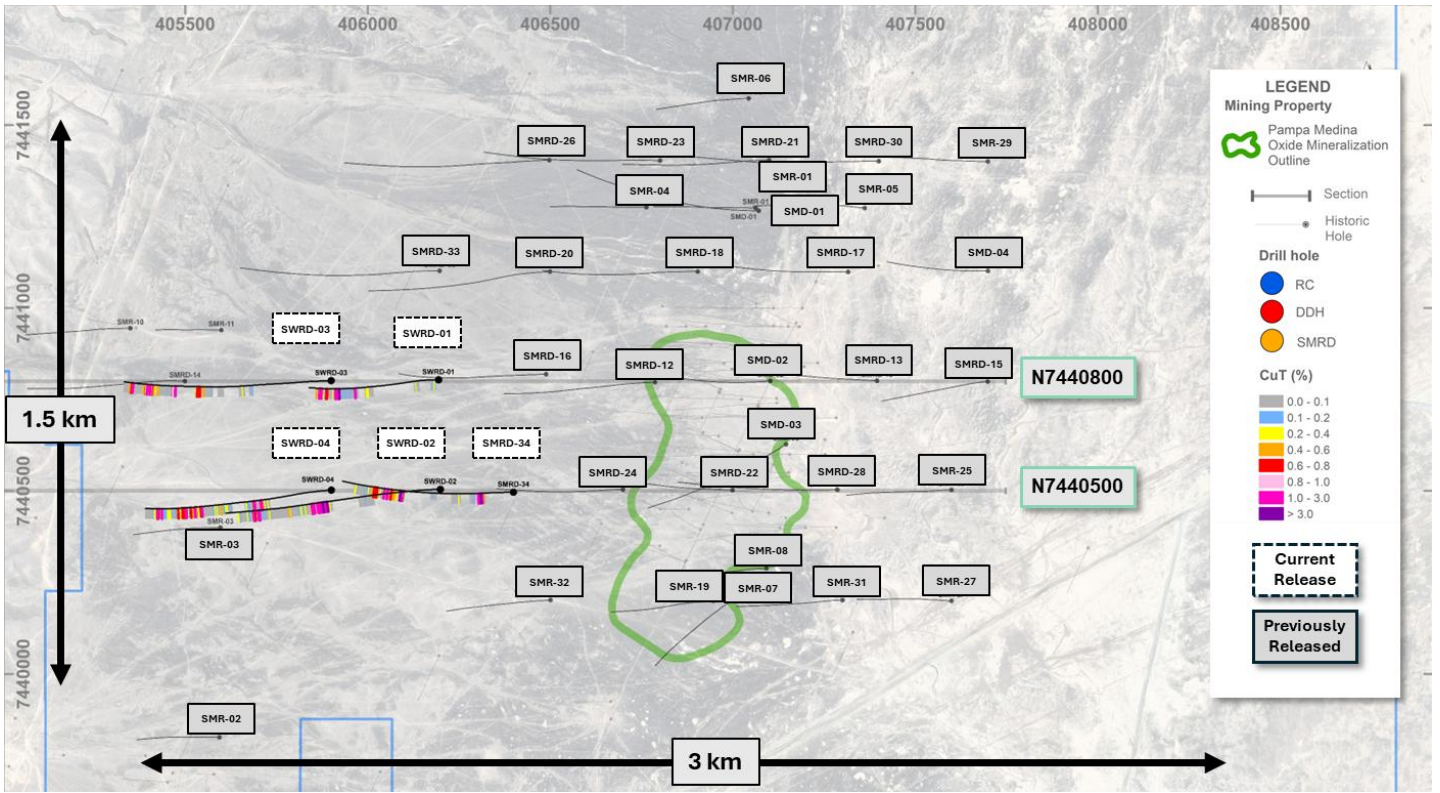 405500 406000 406500 407000 407500 408000 408500
7441500
7441000
7440500
7440000
SMR-06
SMRD-26 SMRD-23 SMRD-21 SMRD-30 SMR-29
SMR-01
SMR-04 SMR-05
SMR-01
SMD-01
SMD-01
SMRD-33 SMRD-20 SMRD-18 SMRD-17 SMD-04
SMR-10 SMR-11
SWRD-03 SWRD-01
SMRD-16 SMRD-12 SMD-02 SMRD-13 SMRD-15
SMRD-14 SWRD-03 SWRD-01
N7440800
1.5 km
SMD-03
SWRD-04 SWRD-02 SMRD-34
SMRD-24 SMRD-22 SMRD-28 SMR-25
SWRD-04 SWRD-02 SMRD-34
N7440500
SMR-03
SMR-03
SMR-08
SMR-32 SMR-19 SMR-07 SMR-31 SMR-27
SMR-02
3 km
LEGEND
Mining Property
Pampa Medina
Oxide Mineralization
Outline
Section
Historic
Hole
Drill hole
RC
DDH
SMRD
CuT (%)
0.0 - 0.1
0.1 - 0.2
0.2 - 0.4
0.4 - 0.6
0.6 - 0.8
0.8 - 1.0
1.0 - 3.0
> 3.0
Current
Release
Previously
Released